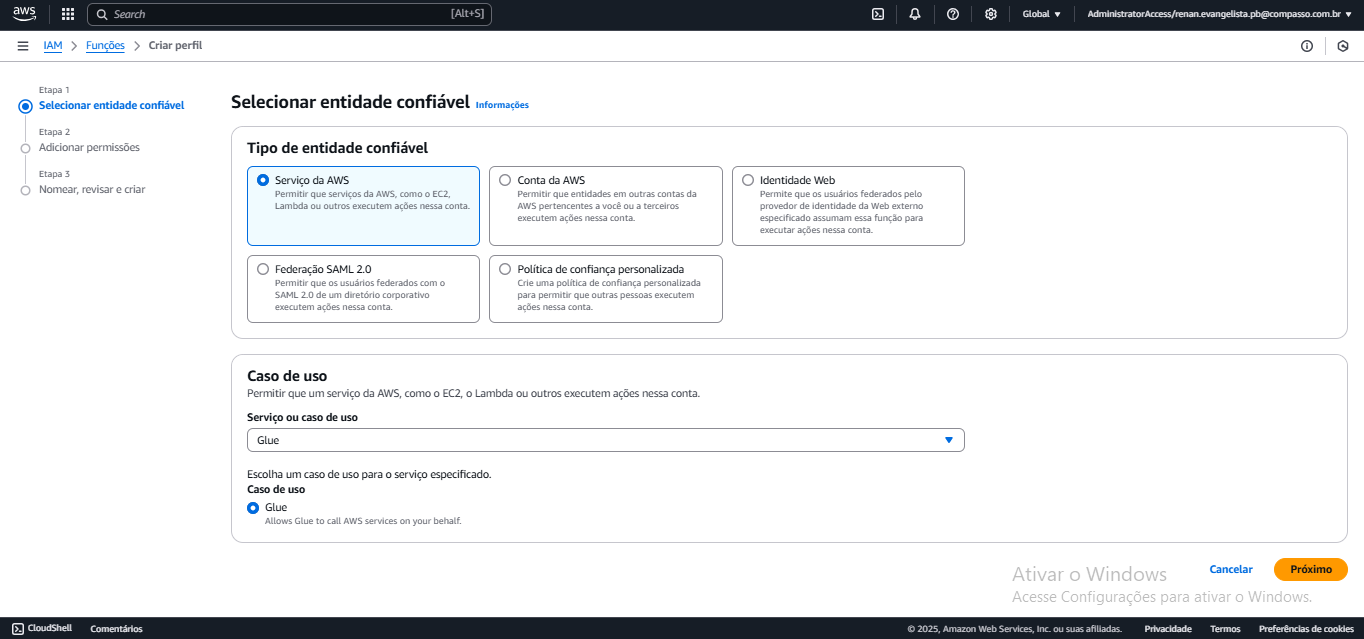 aws
Search
[Alt+S]
Global
AdministratorAccess/renan.evangelista.pb@compasso.com.br
IAM
Funções
Criar perfil
Etapa 1
Selecionar entidade confiável
Etapa 2
Adicionar permissões
Etapa 3
Nomear, revisar e criar
Selecionar entidade confiável Informações
Tipo de entidade confiável
Serviço da AWS
Permitir que serviços da AWS, como o EC2,
Lambda ou outros executem ações nessa conta.
Conta da AWS
Permitir que entidades em outras contas da
AWS pertencentes a você ou a terceiros
executem ações nessa conta.
Identidade Web
Permite que os usuários federados pelo
provedor de identidade da Web externo
especificado assumam essa função para
executar ações nessa conta.
Federação SAML 2.0
Permitir que os usuários federados com o
SAML 2.0 de um diretório corporativo
executem ações nessa conta.
Política de confiança personalizada
Crie uma política de confiança personalizada
para permitir que outras pessoas executem
ações nessa conta.
Caso de uso
Permitir que um serviço da AWS, como o EC2, o Lambda ou outros executem ações nessa conta.
Serviço ou caso de uso
Glue
Escolha um caso de uso para o serviço especificado.
Caso de uso
Glue
Allows Glue to call AWS services on your behalf.
Cancelar
Próximo
Ativar o Windows
Acesse Configurações para ativar o Windows.
CloudShell
Comentários
© 2025, Amazon Web Services, Inc. ou suas afiliadas.
Privacidade
Termos
Preferências de cookies